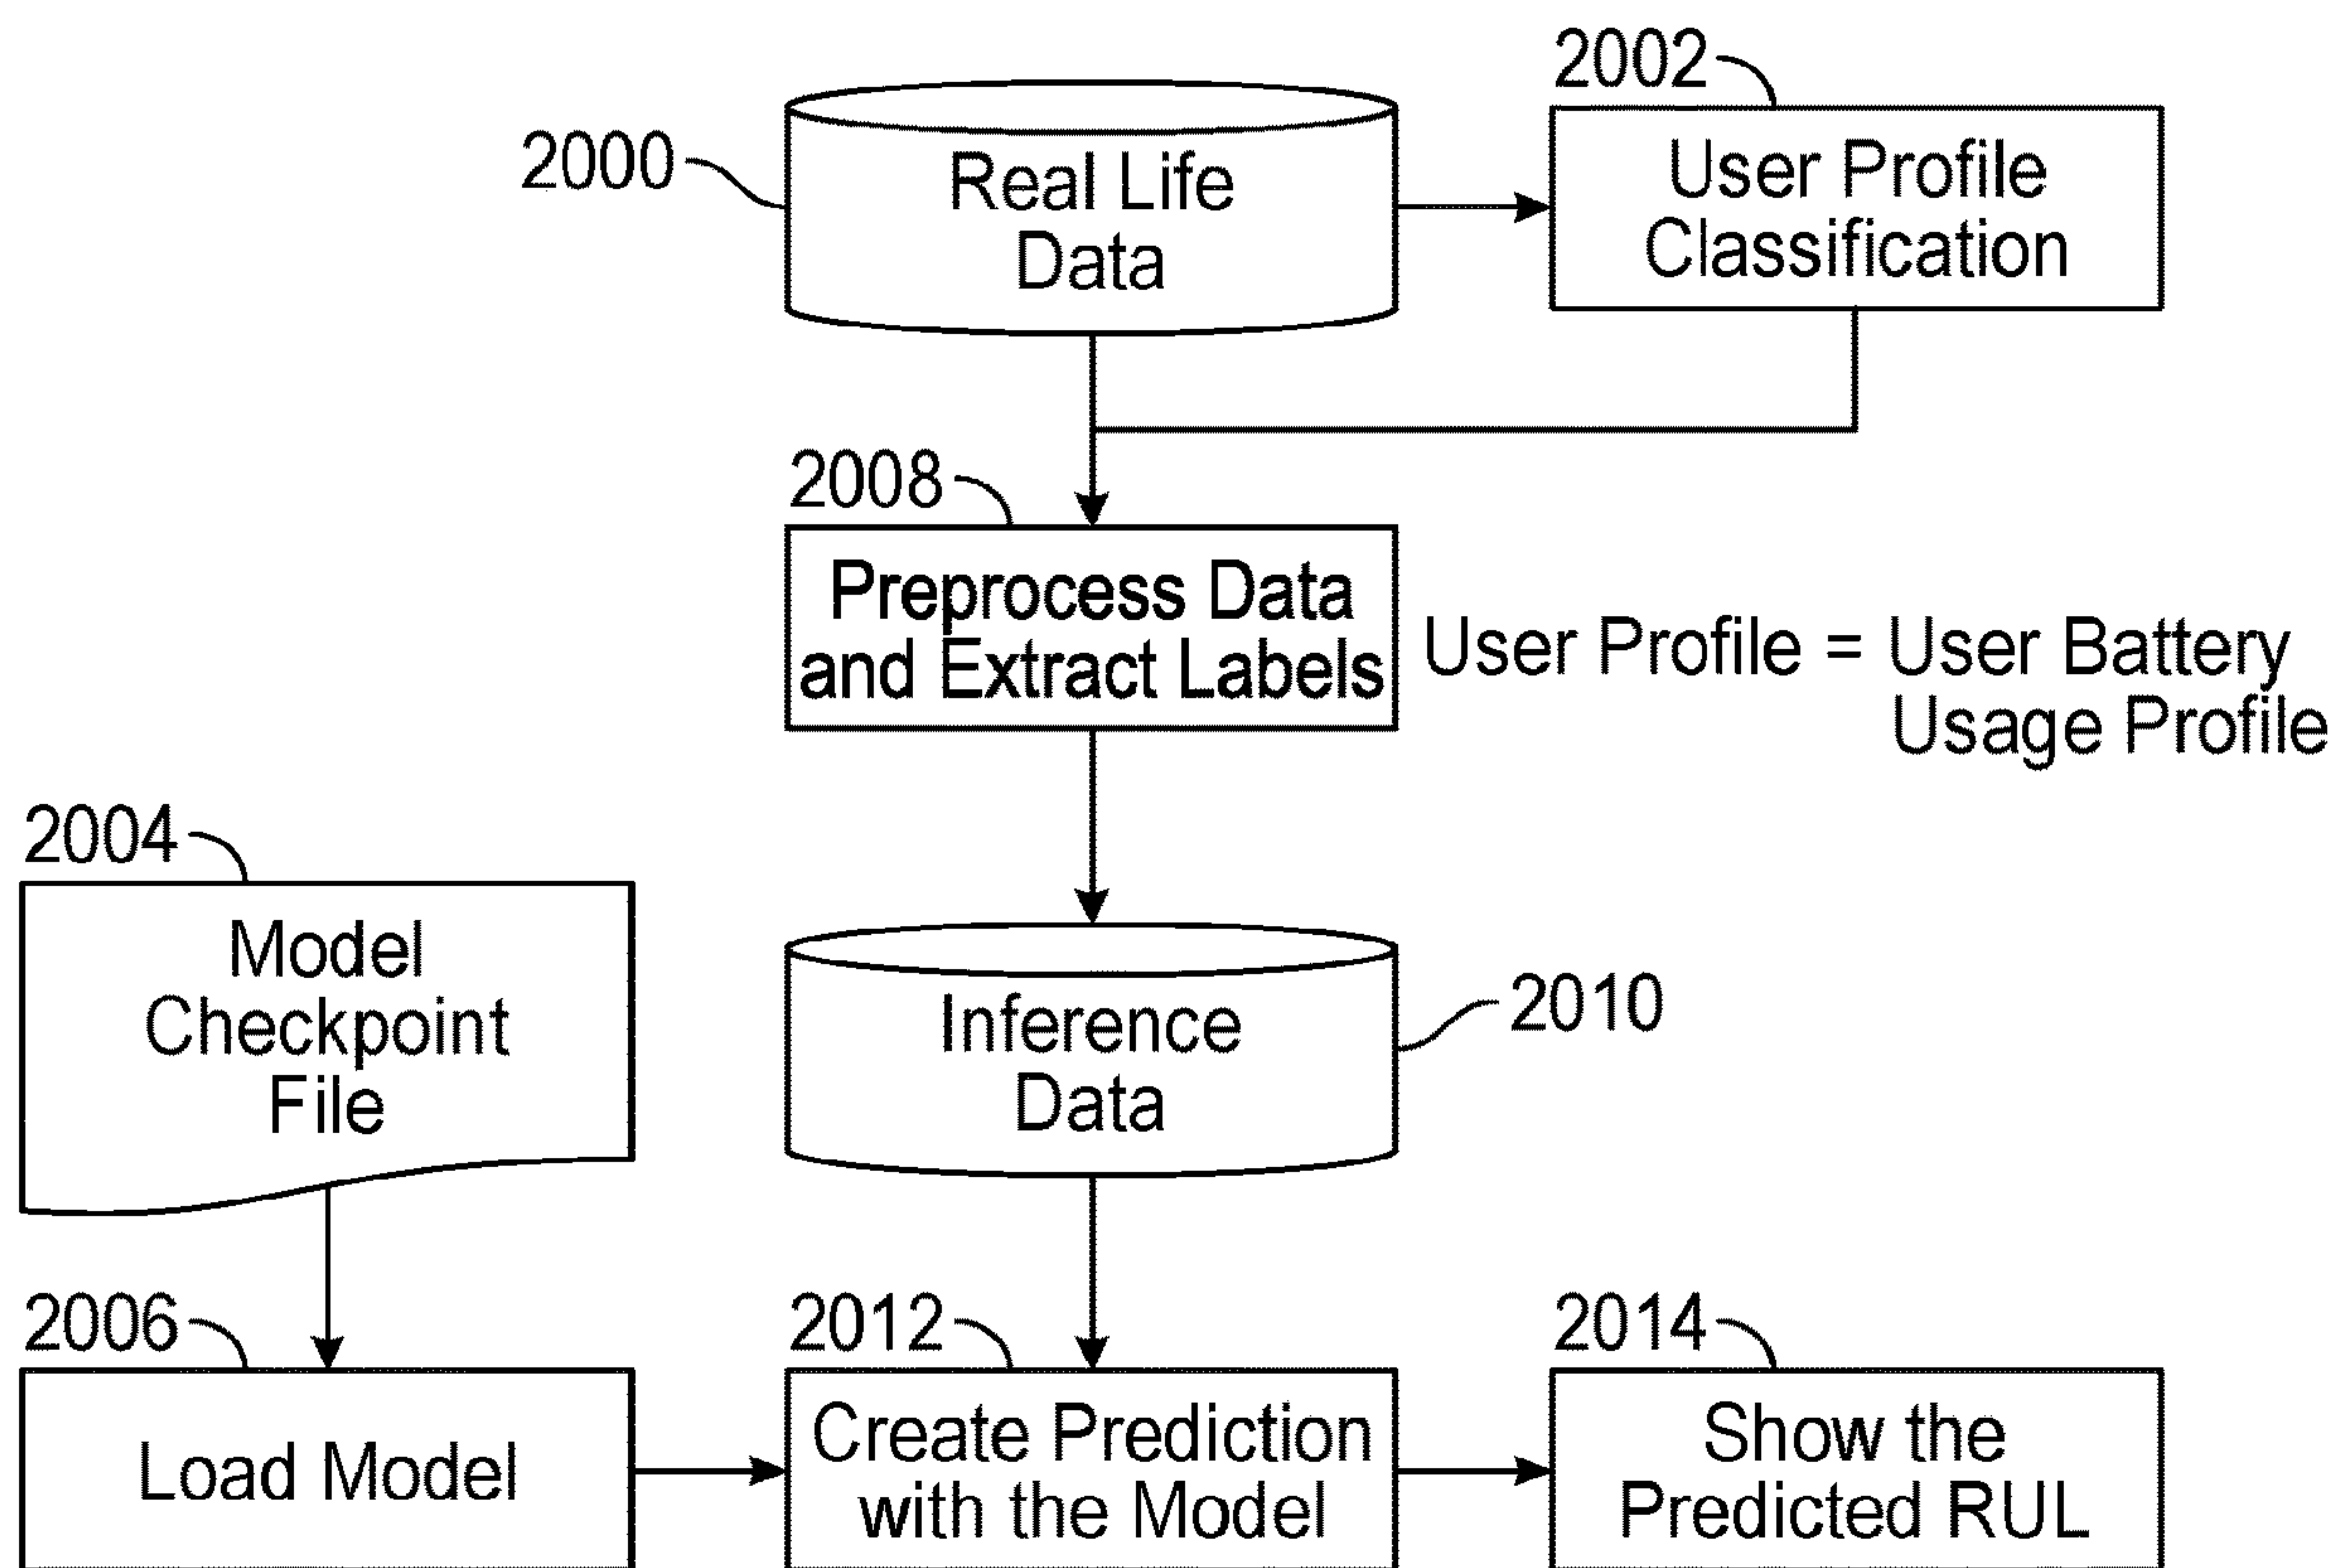 2002
2000
Real Life
Data
User Profile
Classification
2008
Preprocess Data
and Extract Labels
User Profile = User Battery
Usage Profile
2004
Model
Checkpoint
File
Inference
Data
2010
2006
Load Model
2012
Create Prediction
with the Model
2014
Show the
Predicted RUL